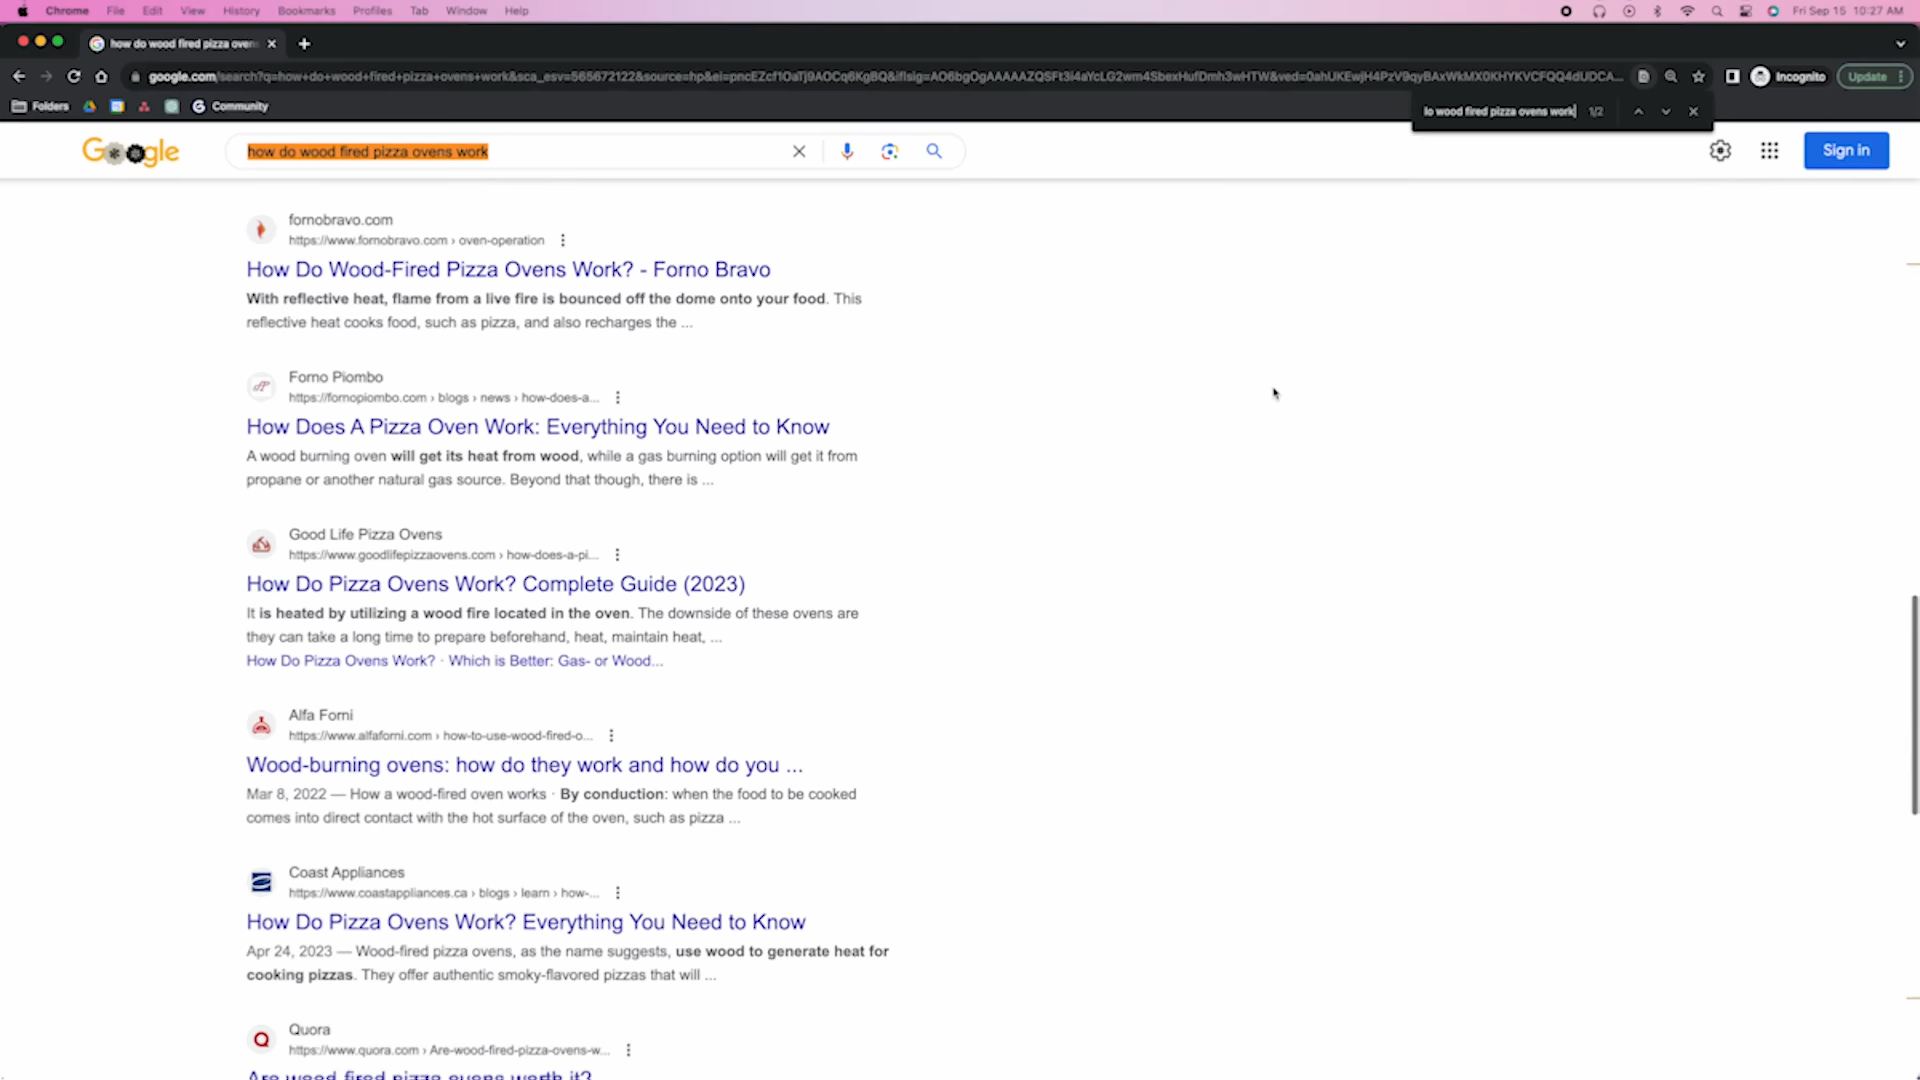 Chrome File Edit View History Bookmarks Profiles Tab Window Help
Fri Sep 15 10:27 AM
how do wood fired pizza oven
google.com/search?q=how+do+wood+fired+pizza+ovens+work&sca_esv=565672122&source=hp&ei=
Incognito
Update
Folders
Community
wood fired pizza ovens work
1/2
Google
how do wood fired pizza ovens work
Sign in
fornobravo.com
https://www.fornobravo.com › oven-operation
How Do Wood-Fired Pizza Ovens Work? - Forno Bravo
With reflective heat, flame from a live fire is bounced off the dome onto your food. This
reflective heat cooks food, such as pizza, and also recharges the ...
Forno Piombo
https://fornopiombo.com › blogs › news › how-does-a...
How Does A Pizza Oven Work: Everything You Need to Know
A wood burning oven will get its heat from wood, while a gas burning option will get it from
propane or another natural gas source. Beyond that though, there is ...
Good Life Pizza Ovens
https://www.goodlifepizzaovens.com › how-does-a-pi...
How Do Pizza Ovens Work? Complete Guide (2023)
It is heated by utilizing a wood fire located in the oven. The downside of these ovens are
they can take a long time to prepare beforehand, heat, maintain heat, ...
How Do Pizza Ovens Work? · Which is Better: Gas- or Wood...
Alfa Forni
https://www.alfaforni.com › how-to-use-wood-fired-o...
Wood-burning ovens: how do they work and how do you ...
Mar 8, 2022 — How a wood-fired oven works · By conduction: when the food to be cooked
comes into direct contact with the hot surface of the oven, such as pizza ...
Coast Appliances
https://www.coastappliances.ca › blogs › learn › how-...
How Do Pizza Ovens Work? Everything You Need to Know
Apr 24, 2023 — Wood-fired pizza ovens, as the name suggests, use wood to generate heat for
cooking pizzas. They offer authentic smoky-flavored pizzas that will ...
Quora
https://www.quora.com › Are-wood-fired-pizza-ovens-w...
Are wood fired pizza ovens worth it?